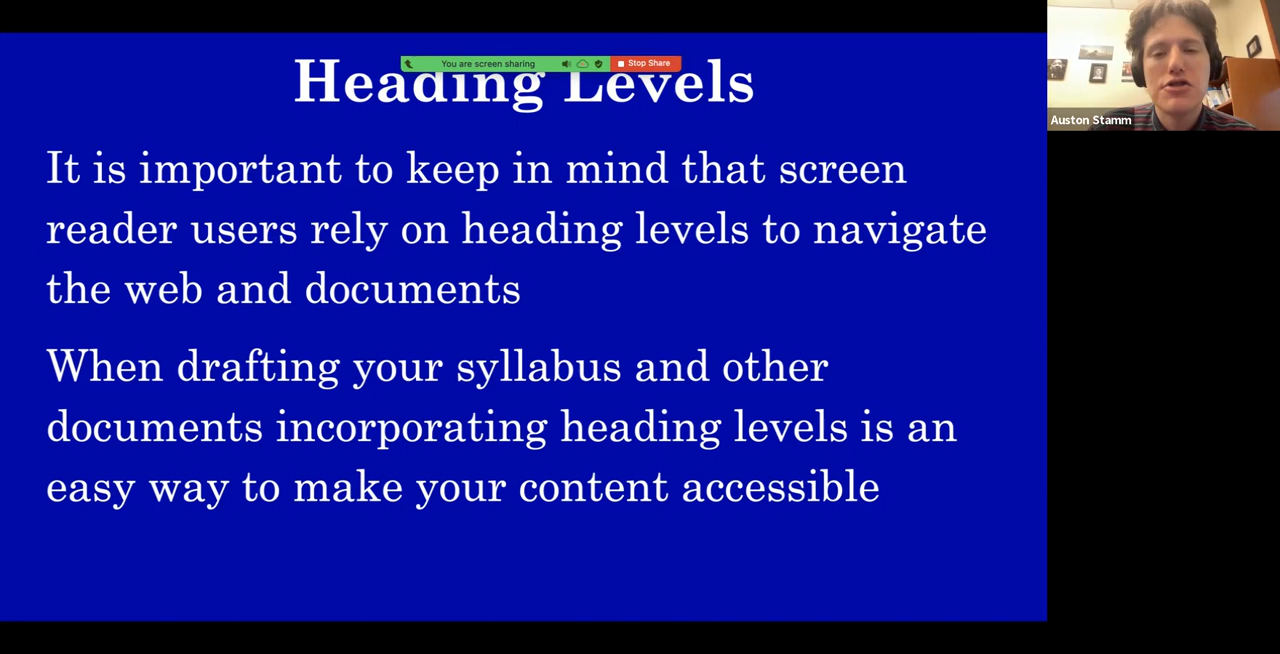 You are screen sharing Stop Share
Heading Levels
It is important to keep in mind that screen
reader users rely on heading levels to navigate
the web and documents
When drafting your syllabus and other
documents incorporating heading levels is an
easy way to make your content accessible
Auston Stamm